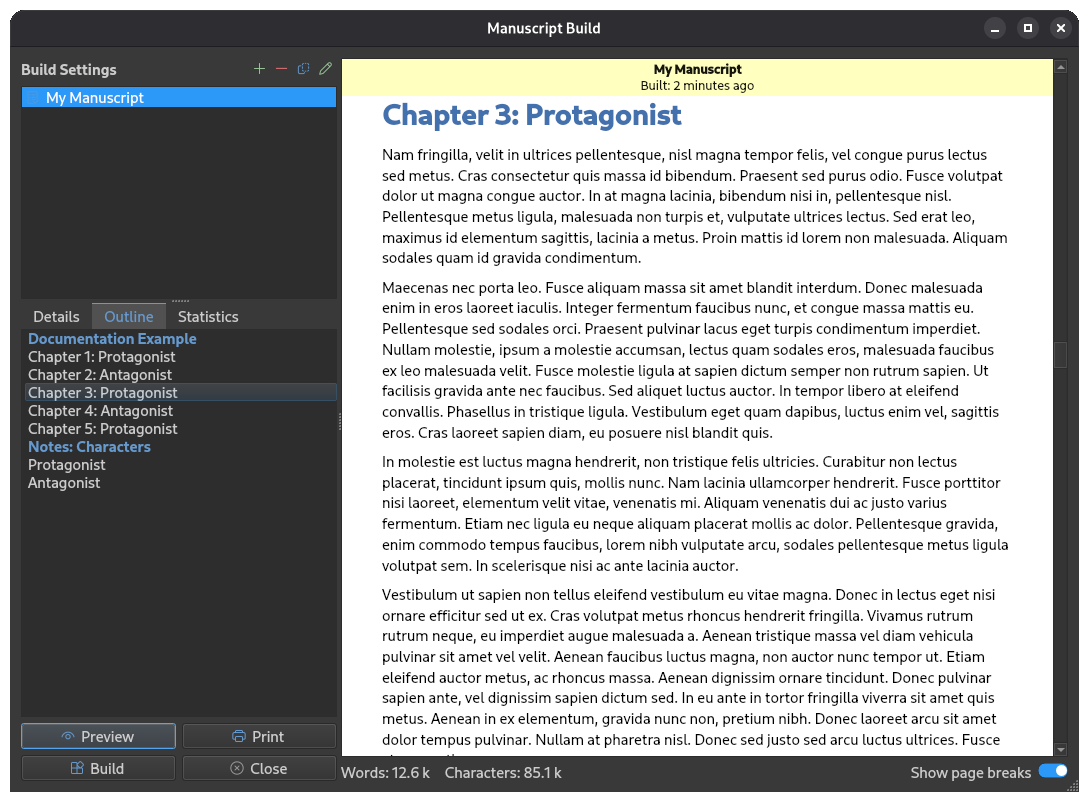 Manuscript Build
Build Settings
My Manuscript
Details Outline Statistics
Documentation Example
Chapter 1: Protagonist
Chapter 2: Antagonist
Chapter 3: Protagonist
Chapter 4: Antagonist
Chapter 5: Protagonist
Notes: Characters
Protagonist
Antagonist
Preview
Print
Build
Close
My Manuscript
Built: 2 minutes ago
Chapter 3: Protagonist
Nam fringilla, velit in ultrices pellentesque, nisl magna tempor felis, vel congue purus lectus
sed metus. Cras consectetur quis massa id bibendum. Praesent sed purus odio. Fusce volutpat
dolor ut magna congue auctor. In at magna lacinia, bibendum nisi in, pellentesque nisl.
Pellentesque metus ligula, malesuada non turpis et, vulputate ultrices lectus. Sed erat leo,
maximus id elementum sagittis, lacinia a metus. Proin mattis id lorem non malesuada. Aliquam
sodales quam id gravida condimentum.
Maecenas nec porta leo. Fusce aliquam massa sit amet blandit interdum. Donec malesuada
enim in eros laoreet iaculis. Integer fermentum faucibus nunc, et congue massa mattis eu.
Pellentesque sed sodales orci. Praesent pulvinar lacus eget turpis condimentum imperdiet.
Nullam molestie, ipsum a molestie accumsan, lectus quam sodales eros, malesuada faucibus
ex leo malesuada velit. Fusce molestie ligula at sapien dictum semper non rutrum sapien. Ut
facilisis gravida ante nec faucibus. Sed aliquet luctus auctor. In tempor libero at eleifend
convallis. Phasellus in tristique ligula. Vestibulum eget quam dapibus, luctus enim vel, sagittis
eros. Cras laoreet sapien diam, eu posuere nisl blandit quis.
In molestie est luctus magna hendrerit, non tristique felis ultricies. Curabitur non lectus
placerat, tincidunt ipsum quis, mollis nunc. Nam lacinia ullamcorper hendrerit. Fusce porttitor
nisi laoreet, elementum velit vitae, venenatis mi. Aliquam venenatis dui ac justo varius
fermentum. Etiam nec ligula eu neque aliquam placerat mollis ac dolor. Pellentesque gravida,
enim commodo tempus faucibus, lorem nibh vulputate arcu, sodales pellentesque metus ligula
volutpat sem. In scelerisque nisi ac ante lacinia auctor.
Vestibulum ut sapien non tellus eleifend vestibulum eu vitae magna. Donec in lectus eget nisi
ornare efficitur sed ut ex. Cras volutpat metus rhoncus hendrerit fringilla. Vivamus rutrum
rutrum neque, eu imperdiet augue malesuada a. Aenean tristique massa vel diam vehicula
pulvinar sit amet vel velit. Aenean faucibus luctus magna, non auctor nunc tempor ut. Etiam
eleifend auctor metus, ac rhoncus massa. Aenean dignissim ornare tincidunt. Donec pulvinar
sapien ante, vel dignissim sapien dictum sed. In eu ante in tortor fringilla viverra sit amet quis
metus. Aenean in ex elementum, gravida nunc non, pretium nibh. Donec laoreet arcu sit amet
dolor tempus pulvinar. Nullam at pharetra nisl. Donec sed justo sed arcu luctus ultrices. Fusce
Words: 12.6 k Characters: 85.1 k
Show page breaks